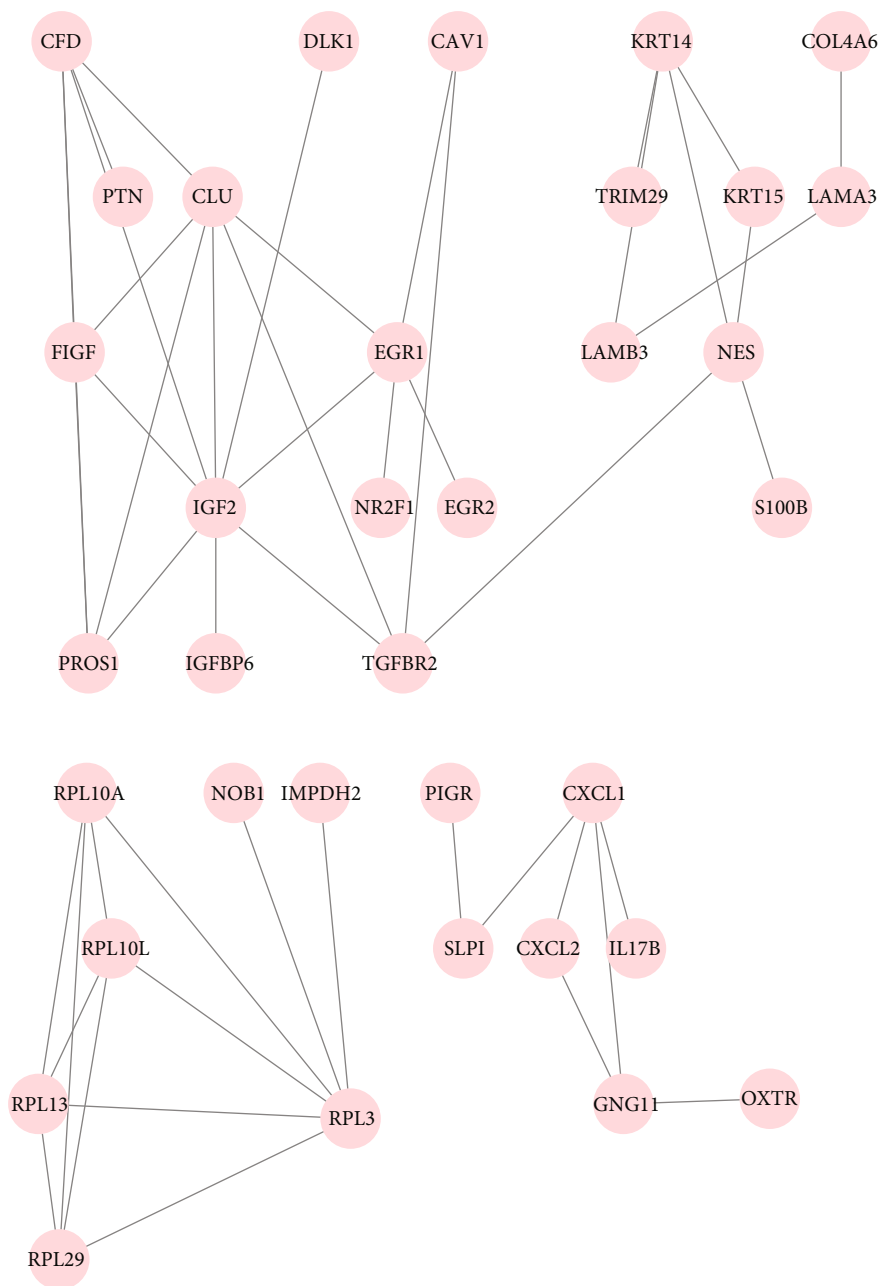 CFD
DLK1
CAV1
KRT14
COL4A6
PTN
CLU
TRIM29
KRT15
LAMA3
FIGF
EGR1
LAMB3
NES
IGF2
NR2F1
EGR2
S100B
PROS1
IGFBP6
TGFBR2
RPL10A
NOB1
IMPDH2
PIGR
CXCL1
RPL10L
SLPI
CXCL2
IL17B
RPL13
RPL3
GNG11
OXTR
RPL29